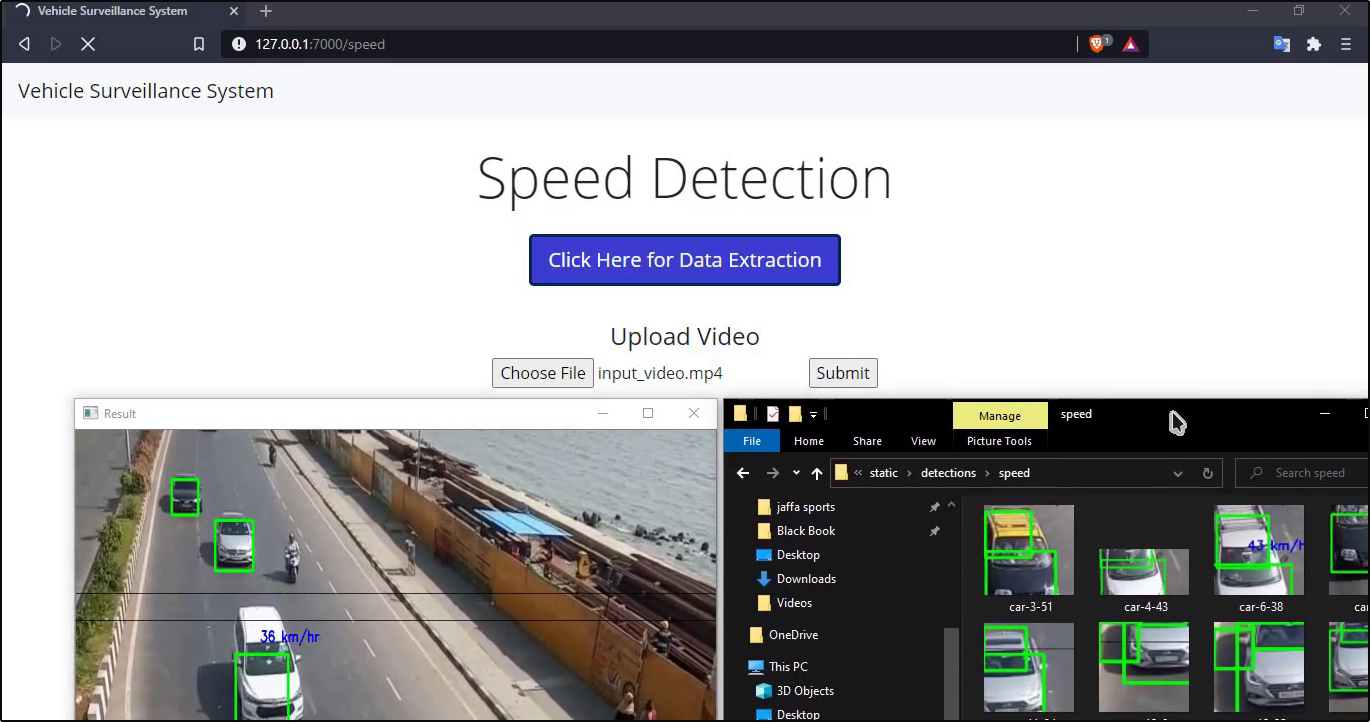 Vehicle Surveillance System
127.0.0.1:7000/speed
1
Vehicle Surveillance System
Speed Detection
Click Here for Data Extraction
Upload Video
Choose File input_video.mp4 Submit
Result
36 km/hr
Manage speed
File Home Share View Picture Tools
« static › detections › speed
Search speed
jaffa sports
Black Book
Desktop
Downloads
Videos
OneDrive
This PC
3D Objects
Desktop
43 km/h
car-3-51 car-4-43 car-6-38